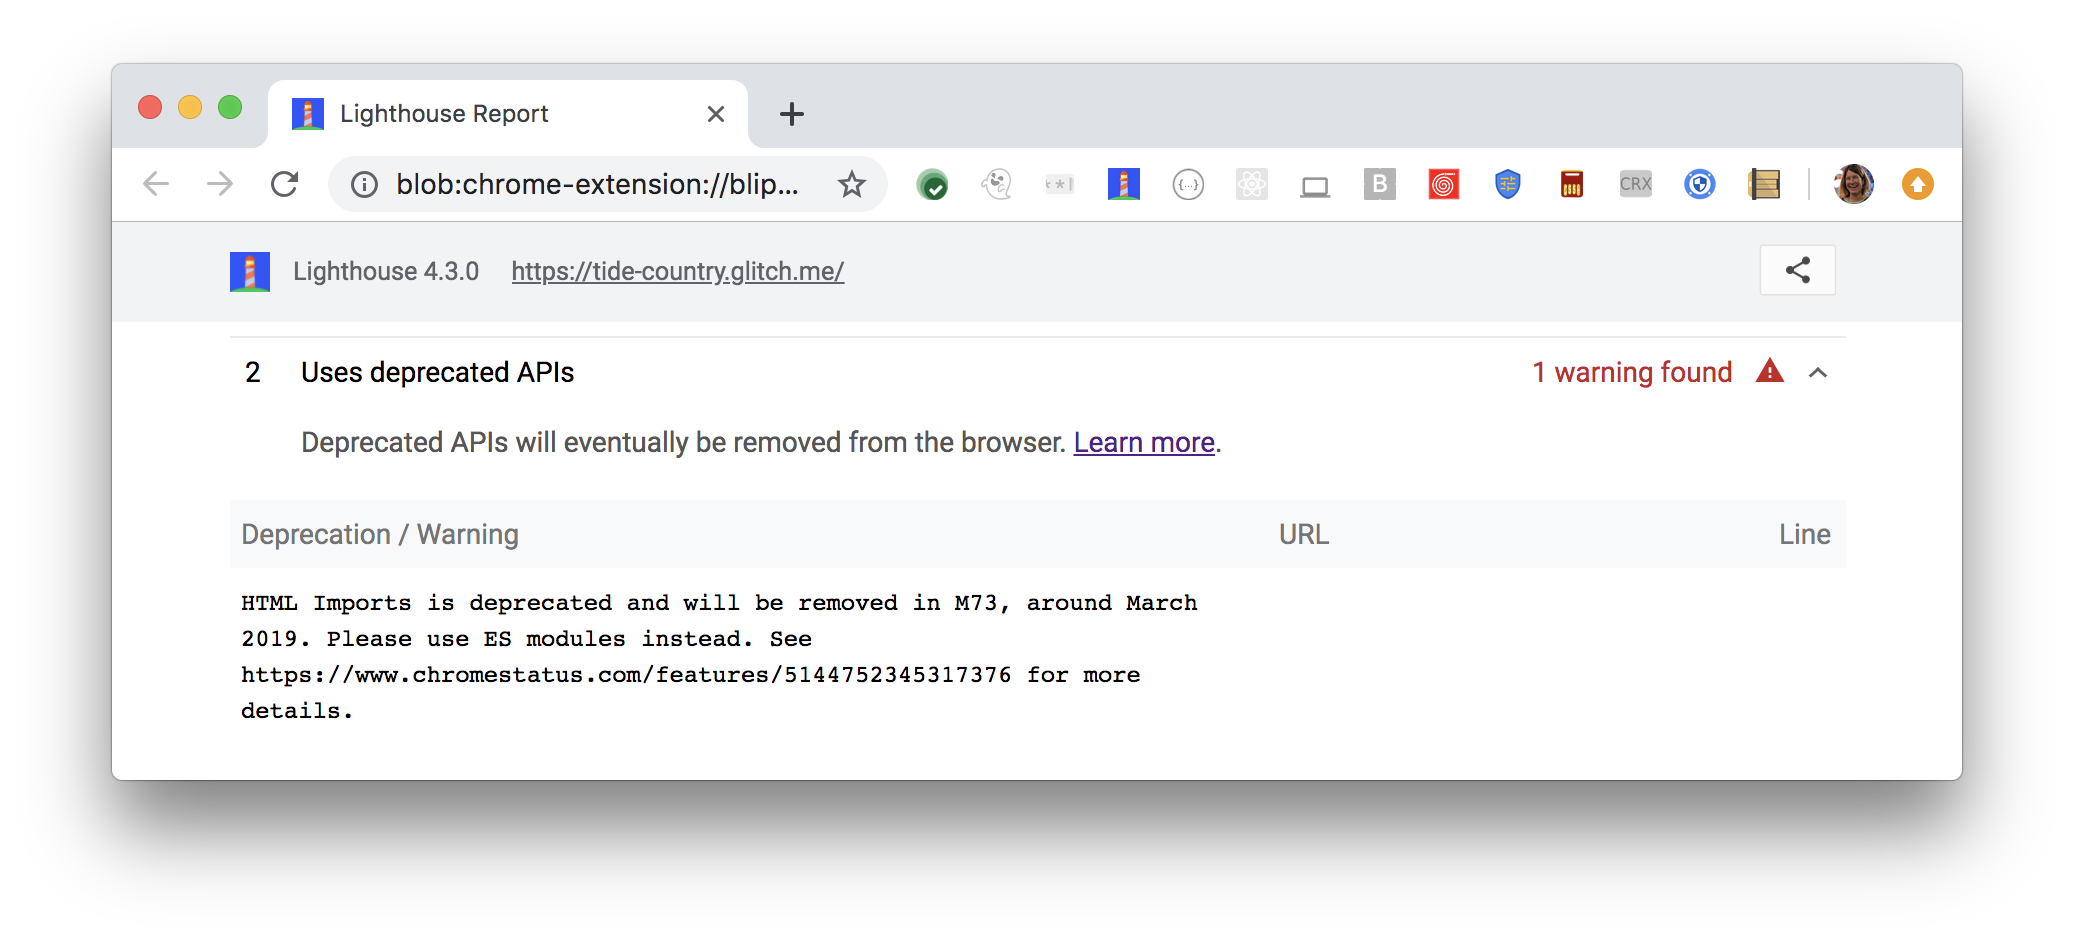 Lighthouse Report
blob:chrome-extension://blip...
**
{...}
B
CRX
Lighthouse 4.3.0 https://tide-country.glitch.me/
2 Uses deprecated APIs 1 warning found
Deprecated APIs will eventually be removed from the browser. Learn more.
Deprecation / Warning URL Line
HTML Imports is deprecated and will be removed in M73, around March
2019. Please use ES modules instead. See
https://www.chromestatus.com/features/5144752345317376 for more
details.